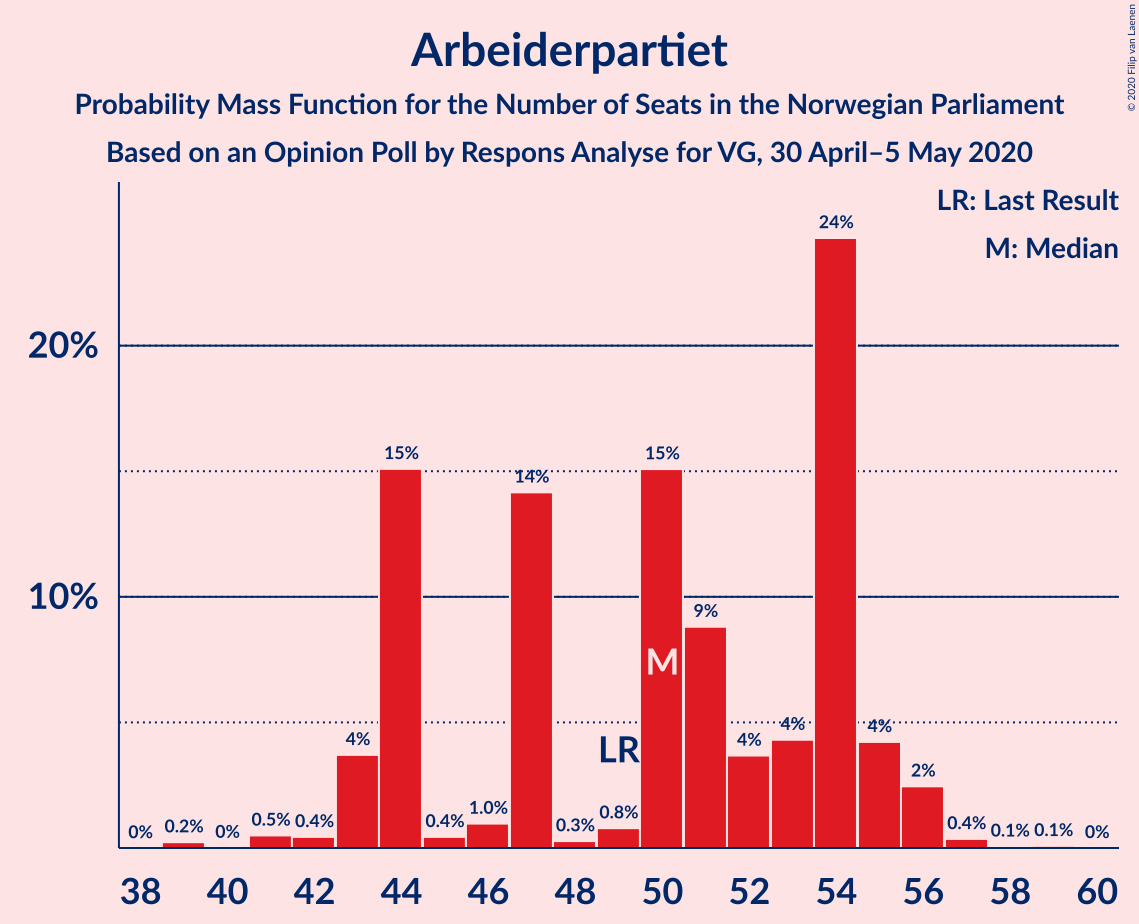 Arbeiderpartiet
Probability Mass Function for the Number of Seats in the Norwegian Parliament
Based on an Opinion Poll by Respons Analyse for VG, 30 April–5 May 2020
© 2020 Filip van Laenen
LR: Last Result
M: Median
20%
10%
0%
0.2%
0%
0.5%
0.4%
4%
15%
0.4%
1.0%
14%
0.3%
0.8%
15%
9%
4%
4%
24%
4%
2%
0.4%
0.1%
0.1%
0%
LR
M
38 40 42 44 46 48 50 52 54 56 58 60